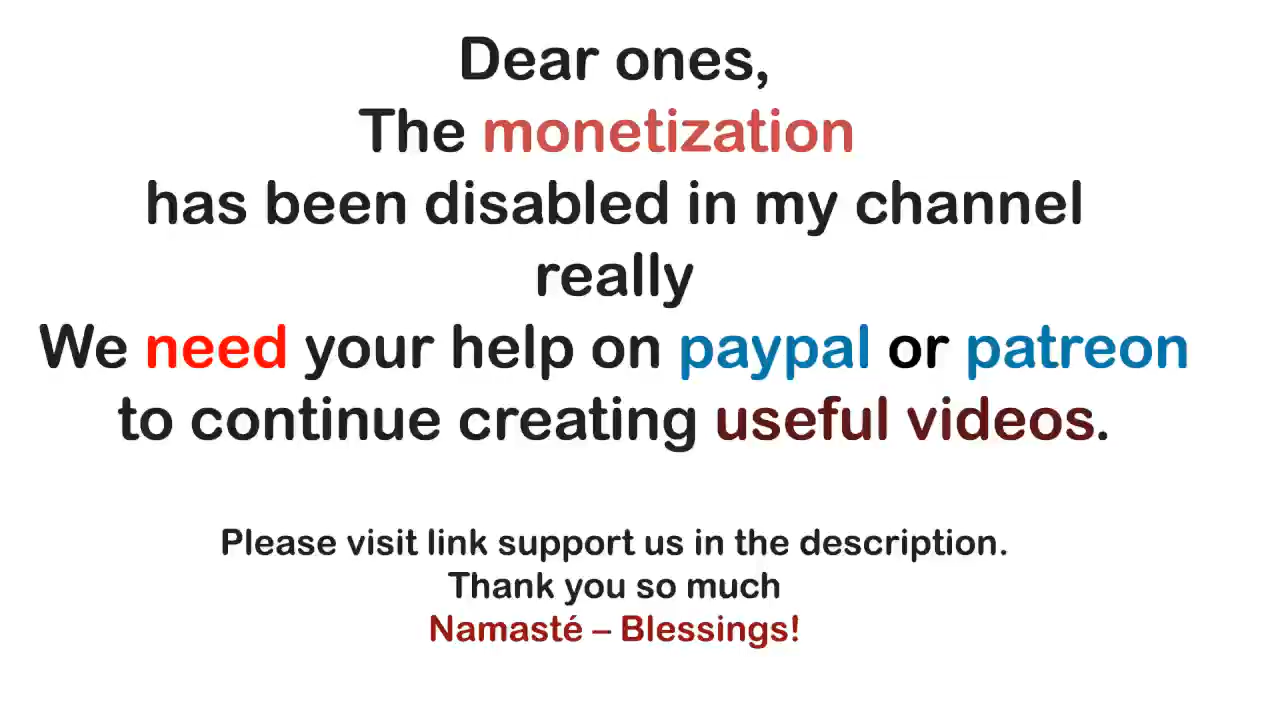 Dear ones,
The monetization
has been disabled in my channel
really
We need your help on paypal or patreon
to continue creating useful videos.
Please visit link support us in the description.
Thank you so much
Namasté – Blessings!